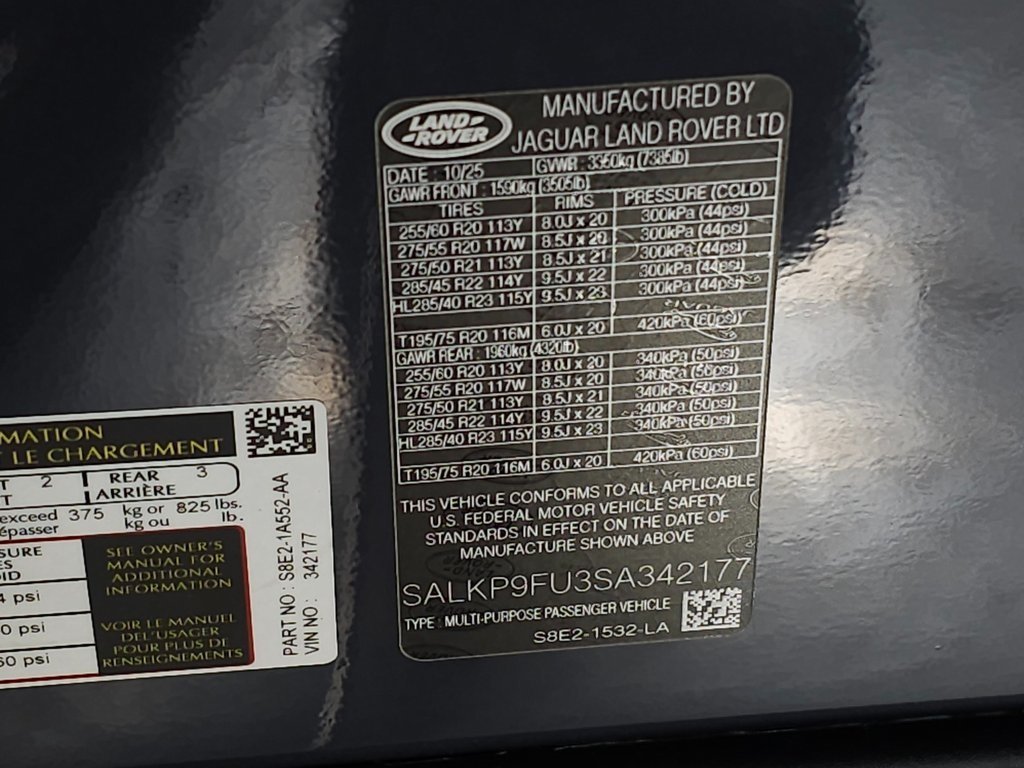 LAND ROVER
MANUFACTURED BY
JAGUAR LAND ROVER LTD
DATE : 10/25 GVWR : 3350kg (7385lb)
GAWR FRONT : 1590kg (3505lb)
TIRES RIMS PRESSURE (COLD)
255/60 R20 113Y 8.0J x 20 300kPa (44psi)
275/55 R20 117W 8.5J x 20 300kPa (44psi)
275/50 R21 113Y 8.5J x 21 300kPa (44psi)
285/45 R22 114Y 9.5J x 22 300kPa (44psi)
HL285/40 R23 115Y 9.5J x 23 300kPa (44psi)
T195/75 R20 116M 6.0J x 20 420kPa (60psi)
GAWR REAR : 1960kg (4320lb)
255/60 R20 113Y 8.0J x 20 340kPa (50psi)
275/55 R20 117W 8.5J x 20 340kPa (50psi)
275/50 R21 113Y 8.5J x 21 340kPa (50psi)
285/45 R22 114Y 9.5J x 22 340kPa (50psi)
HL285/40 R23 115Y 9.5J x 23 340kPa (50psi)
T195/75 R20 116M 6.0J x 20 420kPa (60psi)
THIS VEHICLE CONFORMS TO ALL APPLICABLE
U.S. FEDERAL MOTOR VEHICLE SAFETY
STANDARDS IN EFFECT ON THE DATE OF
MANUFACTURE SHOWN ABOVE
SALKP9FU3SA342177
TYPE : MULTI-PURPOSE PASSENGER VEHICLE
S8E2-1532-LA
MATION
T LE CHARGEMENT
T 2 REAR 3
T ARRIÈRE
exceed 375 kg or 825 lbs.
épasser kg ou lb.
SURE
ES
OID
4 psi
0 psi
60 psi
SEE OWNER'S
MANUAL FOR
ADDITIONAL
INFORMATION
VOIR LE MANUEL
DEL'USAGER
POUR PLUS DE
RENSEIGNEMENTS
PART NO : S8E2-1A552-AA
VIN NO : 342177